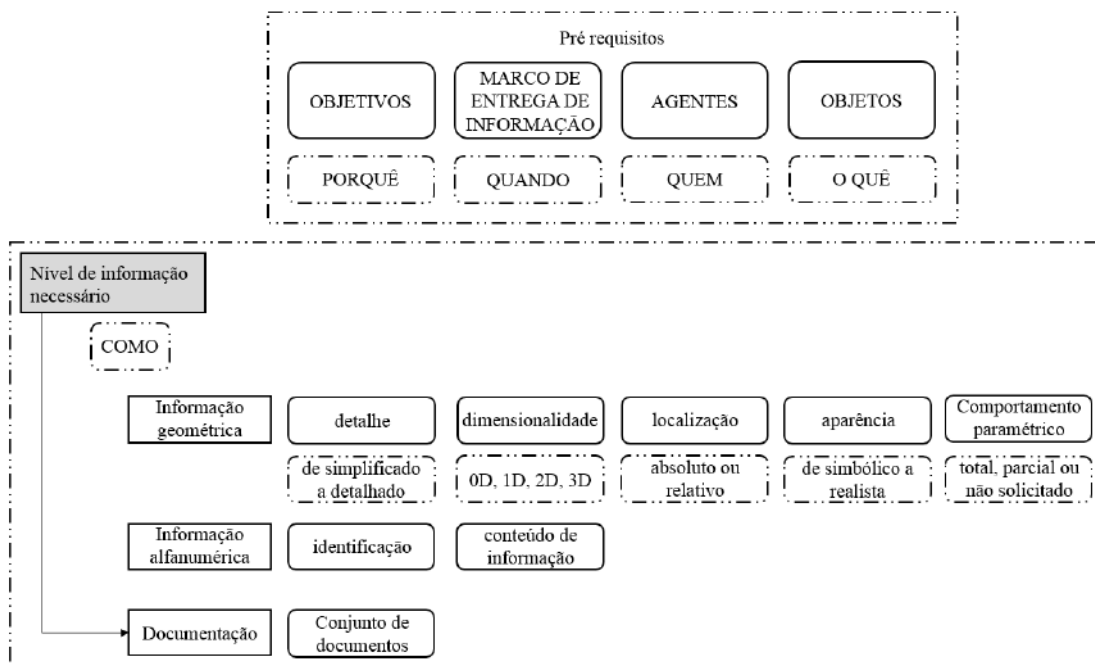 Pré requisitos
OBJETIVOS
MARCO DE
ENTREGA DE
INFORMAÇÃO
AGENTES
OBJETOS
PORQUÊ
QUANDO
QUEM
O QUÊ
Nível de informação
necessário
COMO
Informação
geométrica
detalhe
dimensionalidade
localização
aparência
Comportamento
paramétrico
de simplificado
a detalhado
0D, 1D, 2D, 3D
absoluto ou
relativo
de simbólico a
realista
total, parcial ou
não solicitado
Informação
alfanumérica
identificação
conteúdo de
informação
Documentação
Conjunto de
documentos